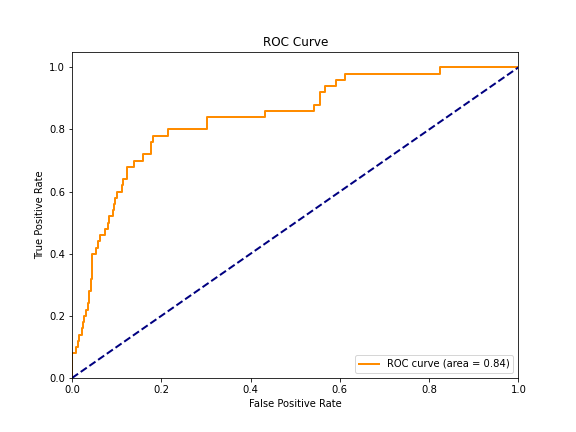 ROC Curve
True Positive Rate
1.0
0.8
0.6
0.4
0.2
0.0
0.0 0.2 0.4 0.6 0.8 1.0
False Positive Rate
ROC curve (area = 0.84)